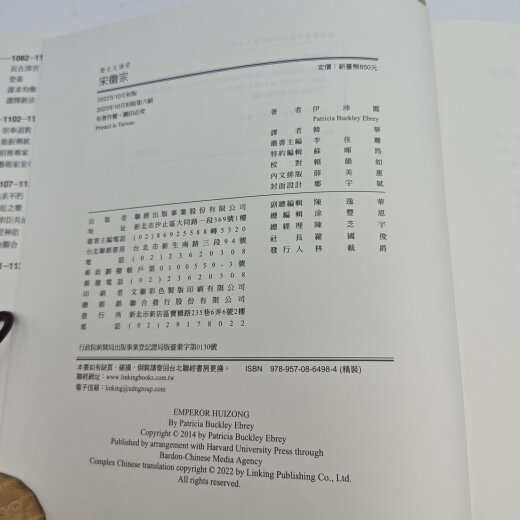 歷史大講堂
宋徽宗
2022年10月初版
2023年10月初版第六刷
有著作權・翻印必究
Printed in Taiwan.
定價：新臺幣850元
著者 伊沛霞
Patricia Buckley Ebrey
譯者 韓華
叢書主編 李佳姍
特約編輯 蘇暉筠
校對 賴韻如
內文排版 薛美惠
封面設計 鄭宇斌
出版者 聯經出版事業股份有限公司
地址 新北市汐止區大同路一段369號1樓
叢書主編電話 (02)86925588轉5320
台北聯經書房 台北市新生南路三段94號
電話 (02)23620308
郵政劃撥帳戶第0100559-3號
郵撥電話 (02)23620308
印刷者 文聯彩色製版印刷有限公司
總經銷 聯合發行股份有限公司
發行所 新北市新店區寶橋路235巷6弄6號2樓
電話 (02)29178022
副總編輯 陳逸華
總編輯 涂豐恩
總經理 陳芝宇
社長 羅國俊
發行人 林載爵
行政院新聞局出版事業登記證局版臺業字第0130號
本書如有缺頁，破損，倒裝請寄回台北聯經書房更換。
聯經網址：www.linkingbooks.com.tw
電子信箱：linking@udngroup.com
ISBN 978-957-08-6498-4 (精裝)
EMPEROR HUIZONG
By Patricia Buckley Ebrey
Copyright © 2014 by Patricia Buckley Ebrey
Published by arrangement with Harvard University Press through
Bardon-Chinese Media Agency
Complex Chinese translation copyright © 2022 by Linking Publishing Co., Ltd.
All rights reserved.